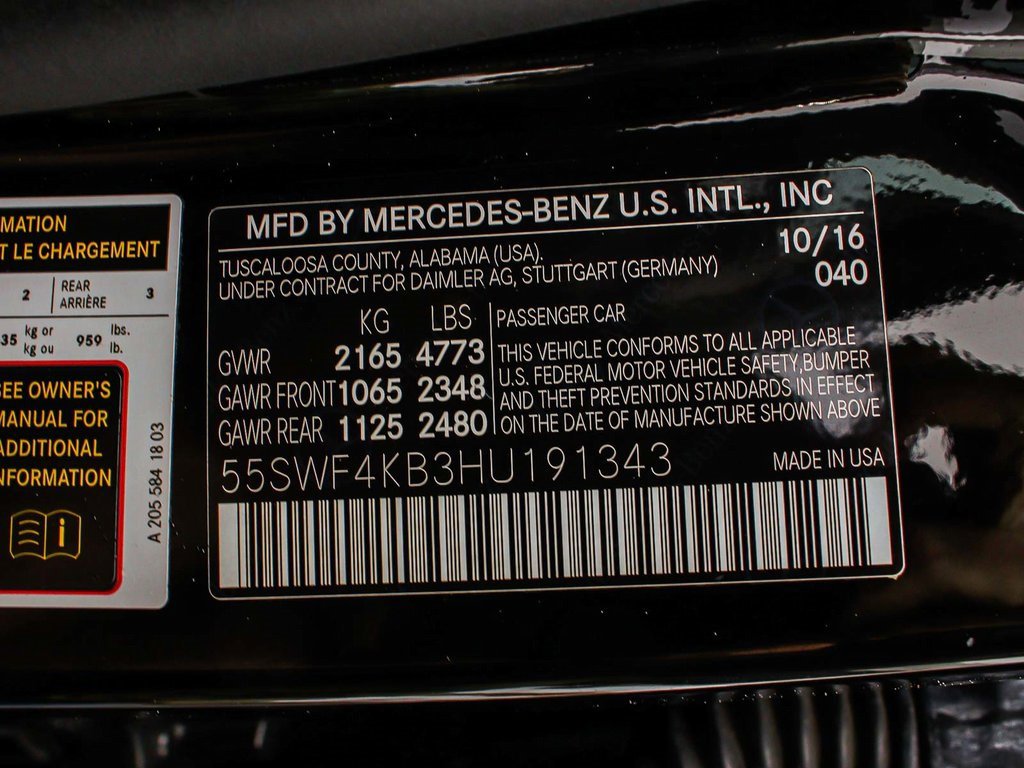 MATION
T LE CHARGEMENT
2 REAR ARRIÈRE 3
35 kg or kg ou 959 lbs. lb.
SEE OWNER'S
MANUAL FOR
ADDITIONAL
INFORMATION
A 205 584 18 03
MFD BY MERCEDES-BENZ U.S. INTL., INC
TUSCALOOSA COUNTY, ALABAMA (USA). 10/16
UNDER CONTRACT FOR DAIMLER AG, STUTTGART (GERMANY) 040
KG LBS
GVWR 2165 4773
GAWR FRONT 1065 2348
GAWR REAR 1125 2480
PASSENGER CAR
THIS VEHICLE CONFORMS TO ALL APPLICABLE
U.S. FEDERAL MOTOR VEHICLE SAFETY,BUMPER
AND THEFT PREVENTION STANDARDS IN EFFECT
ON THE DATE OF MANUFACTURE SHOWN ABOVE
55SWF4KB3HU191343 MADE IN USA